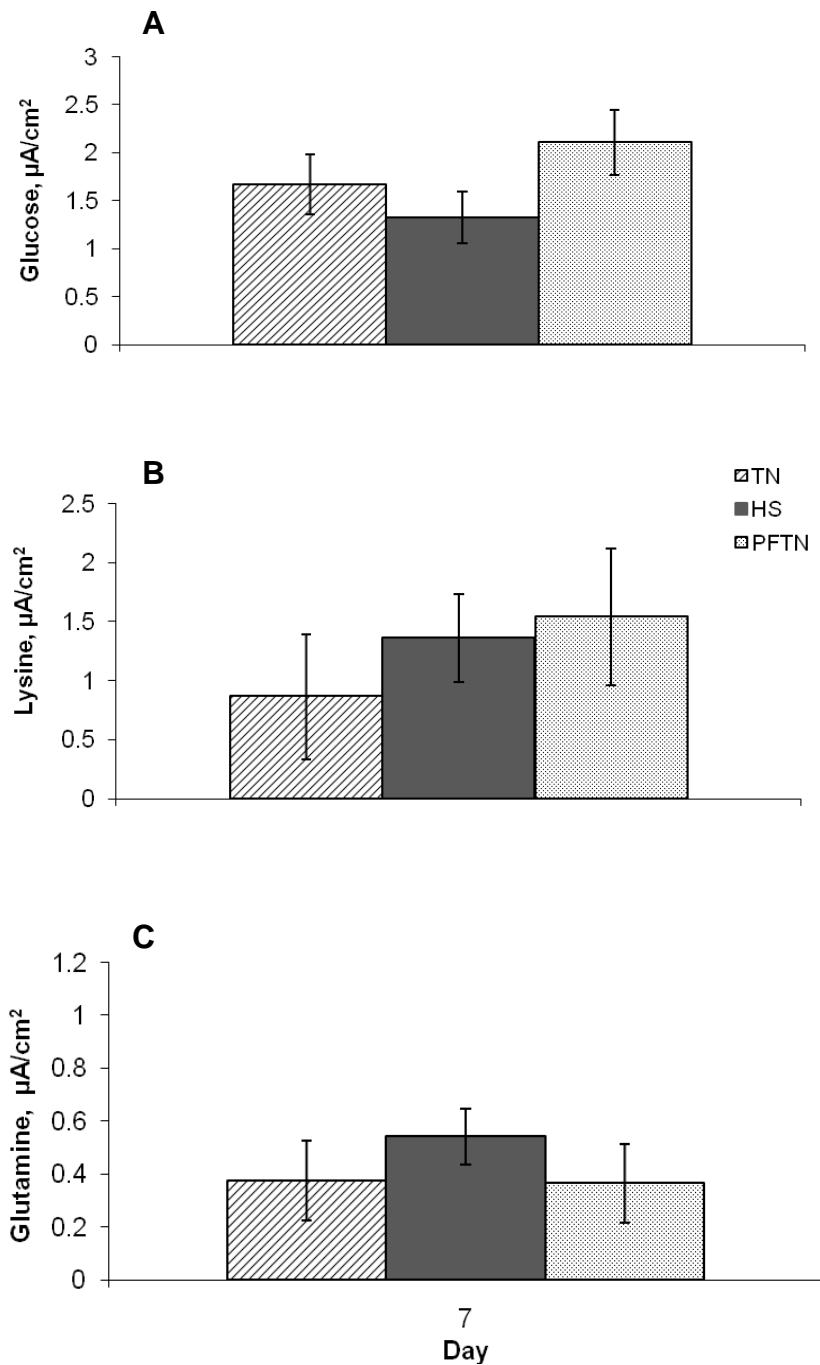 A
Glucose, µA/cm²
3
2.5
2
1.5
1
0.5
0
B
Lysine, µA/cm²
2.5
2
1.5
1
0.5
0
TN
HS
PFTN
C
Glutamine, µA/cm²
1.2
1
0.8
0.6
0.4
0.2
0
7
Day